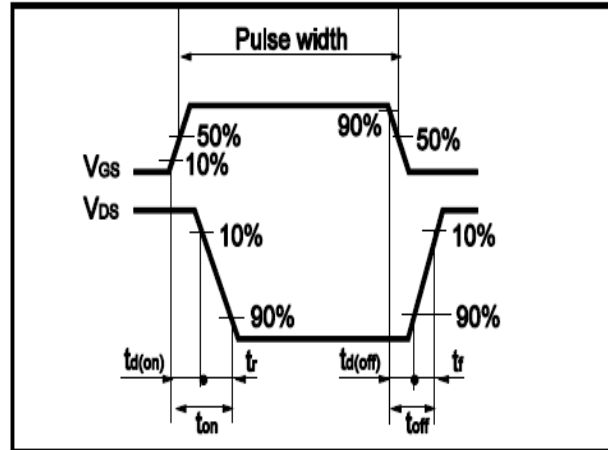 Pulse width
90%
50% 50%
VGS 10%
VDS
10% 10%
90% 90%
td(on) tr td(off) tf
ton toff